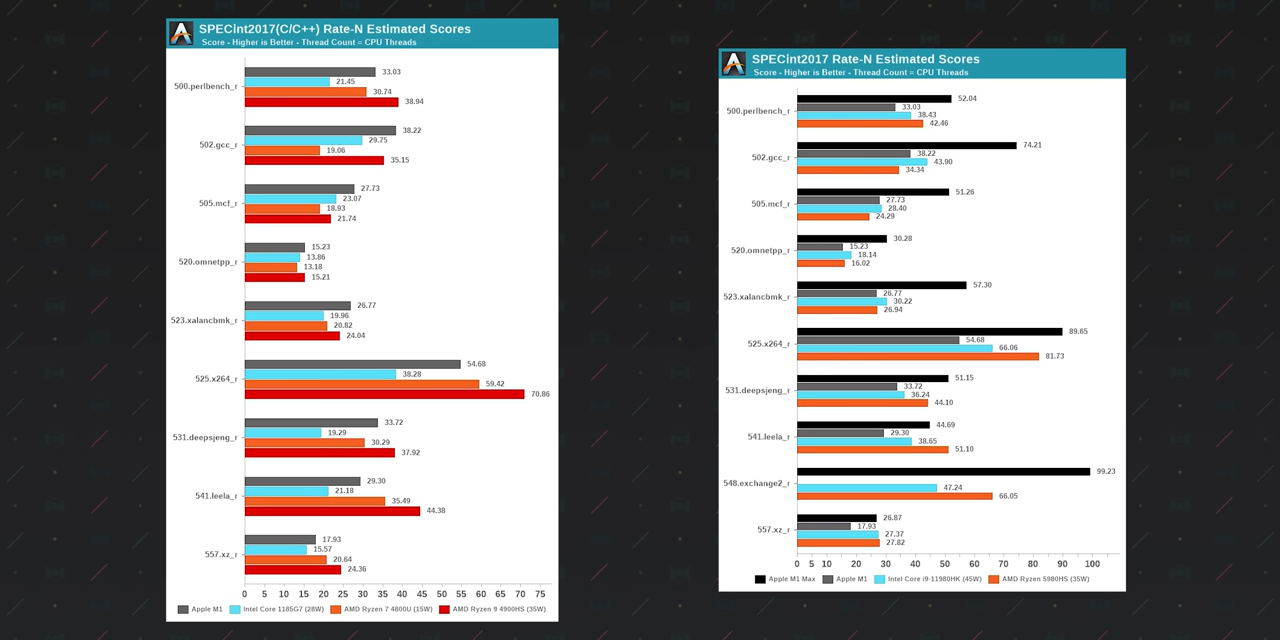 SPECint2017(C/C++) Rate-N Estimated Scores
Score - Higher is Better - Thread Count = CPU Threads
500.perlbench_r
33.03
21.45
30.74
38.94
502.gcc_r
38.22
29.75
19.06
35.15
505.mcf_r
27.73
23.07
18.93
21.74
520.omnetpp_r
15.23
13.86
13.18
15.21
523.xalancbmk_r
26.77
19.96
20.82
24.04
525.x264_r
54.68
38.28
59.42
70.86
531.deepsjeng_r
33.72
19.29
30.29
37.92
541.leela_r
29.30
21.18
35.49
44.38
557.xz_r
17.93
15.57
20.64
24.36
0 5 10 15 20 25 30 35 40 45 50 55 60 65 70 75
Apple M1 Intel Core 1185G7 (28W) AMD Ryzen 7 4800U (15W) AMD Ryzen 9 4900HS (35W)
SPECint2017 Rate-N Estimated Scores
Score - Higher is Better - Thread Count = CPU Threads
500.perlbench_r
52.04
33.03
38.43
42.46
502.gcc_r
74.21
38.22
43.90
34.34
505.mcf_r
51.26
27.73
28.40
24.29
520.omnetpp_r
30.28
15.23
18.14
16.02
523.xalancbmk_r
57.30
26.77
30.22
26.94
525.x264_r
89.65
54.68
66.06
81.73
531.deepsjeng_r
51.15
33.72
36.24
44.10
541.leela_r
44.69
29.30
38.65
51.10
548.exchange2_r
99.23
47.24
66.05
557.xz_r
26.87
17.93
27.37
27.82
0 5 10 20 30 40 50 60 70 80 90 100
Apple M1 Max Apple M1 Intel Core i9-11980HK (45W) AMD Ryzen 5980HS (35W)